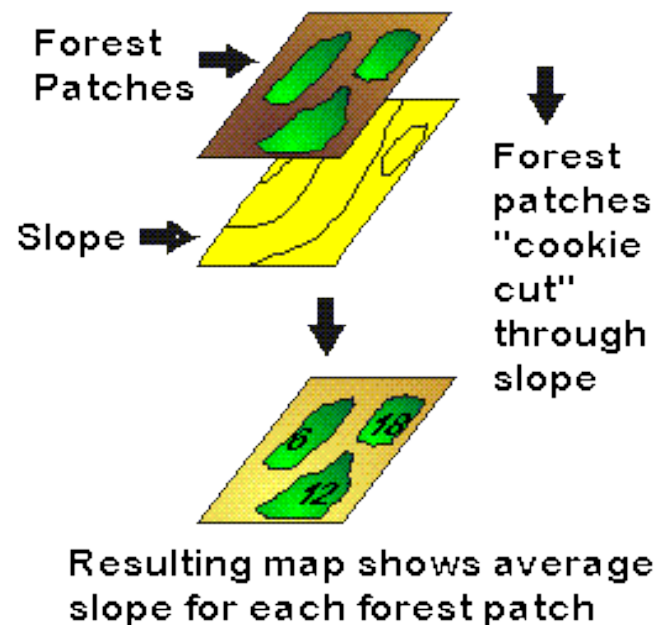 Forest
Patches
Slope
Forest
patches
"cookie
cut"
through
slope
6
18
12
Resulting map shows average
slope for each forest patch